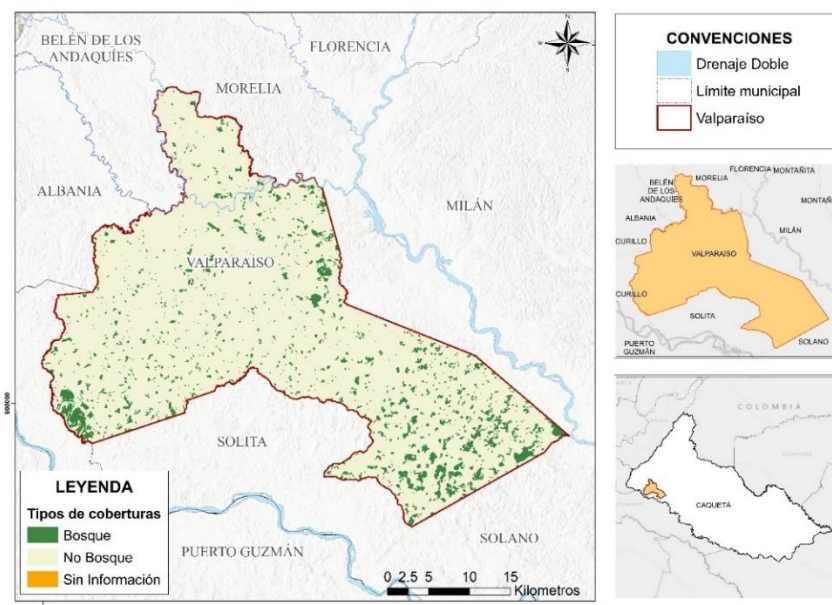 N
W
E
S
BELÉN DE LOS
ANDAQUÍES
FLORENCIA
MORELIA
ALBANIA
MILÁN
VALPARAÍSO
SOLITA
SOLANO
PUERTO GUZMÁN
600000
LEYENDA
Tipos de coberturas
Bosque
No Bosque
Sin Información
0 2.5 5 10 15
Kilometros
CONVENCIONES
Drenaje Doble
Límite municipal
Valparaíso
FLORENCIA MONTAÑITA
BELÉN
DE LOS
ANDAQUÍES
MORELIA
ALBANIA
MILÁN
CURILLO
VALPARAÍSO
CURILLO
SOLITA
SOLANO
PUERTO
GUZMÁN
COLOMBIA
CAQUETÁ